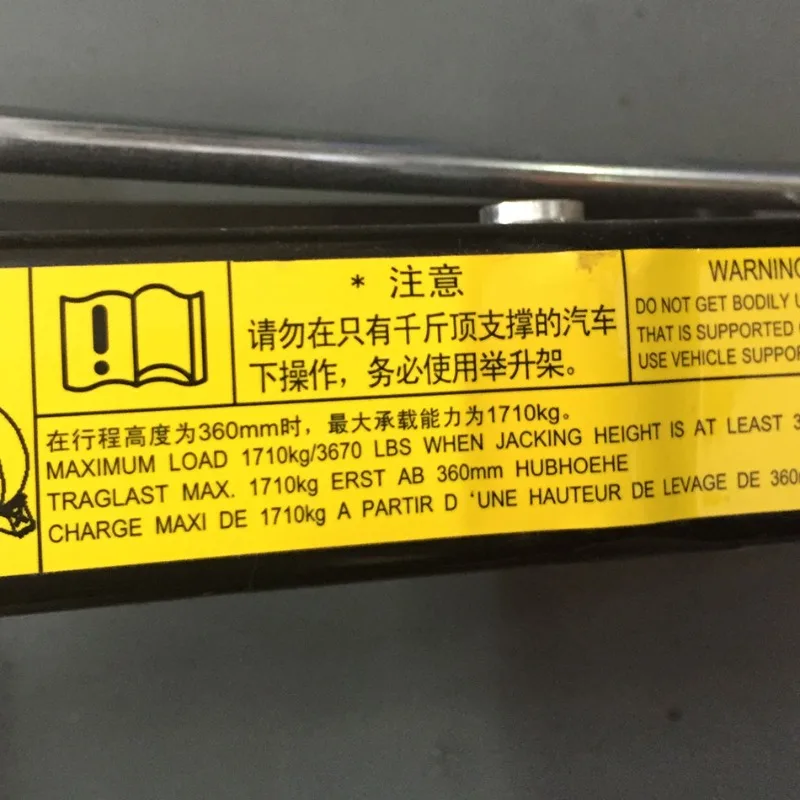 * 注意
请勿在只有千斤顶支撑的汽车
下操作，务必使用举升架。
WARNING
DO NOT GET BODILY U
THAT IS SUPPORTED
USE VEHICLE SUPPOR
在行程高度为360mm时，最大承载能力为1710kg。
MAXIMUM LOAD 1710kg/3670 LBS WHEN JACKING HEIGHT IS AT LEAST 3
TRAGLAST MAX. 1710kg ERST AB 360mm HUBHOEHE
CHARGE MAXI DE 1710kg A PARTIR D 'UNE HAUTEUR DE LEVAGE DE 360